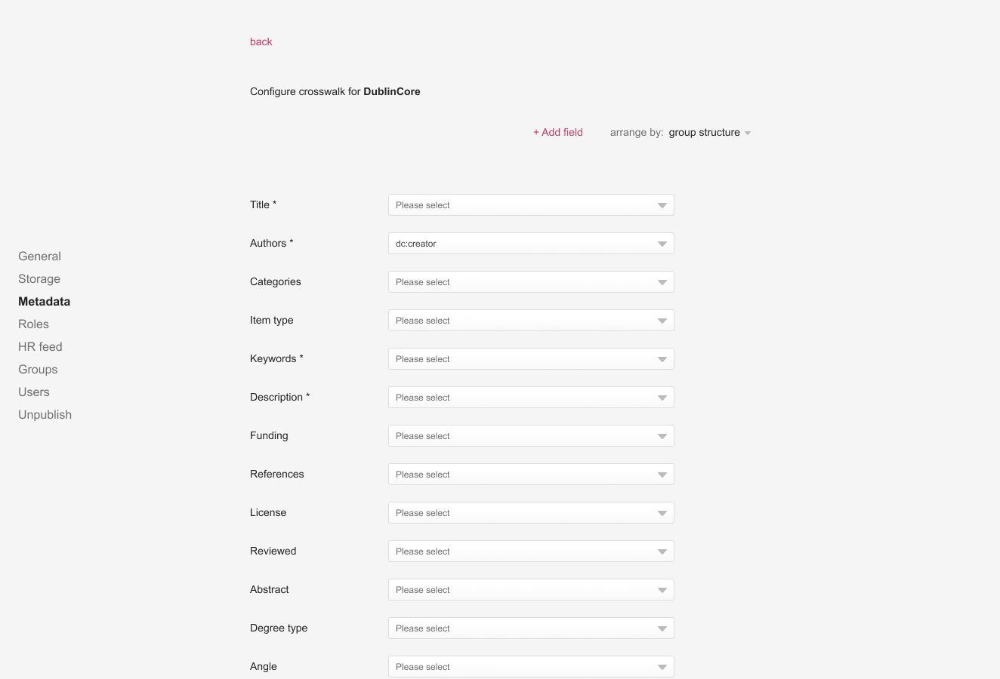 back
Configure crosswalk for DublinCore
+ Add field arrange by: group structure
Title * Please select
Authors * dc:creator
Categories Please select
Item type Please select
Keywords * Please select
Description * Please select
Funding Please select
References Please select
License Please select
Reviewed Please select
Abstract Please select
Degree type Please select
Angle Please select
General
Storage
Metadata
Roles
HR feed
Groups
Users
Unpublish